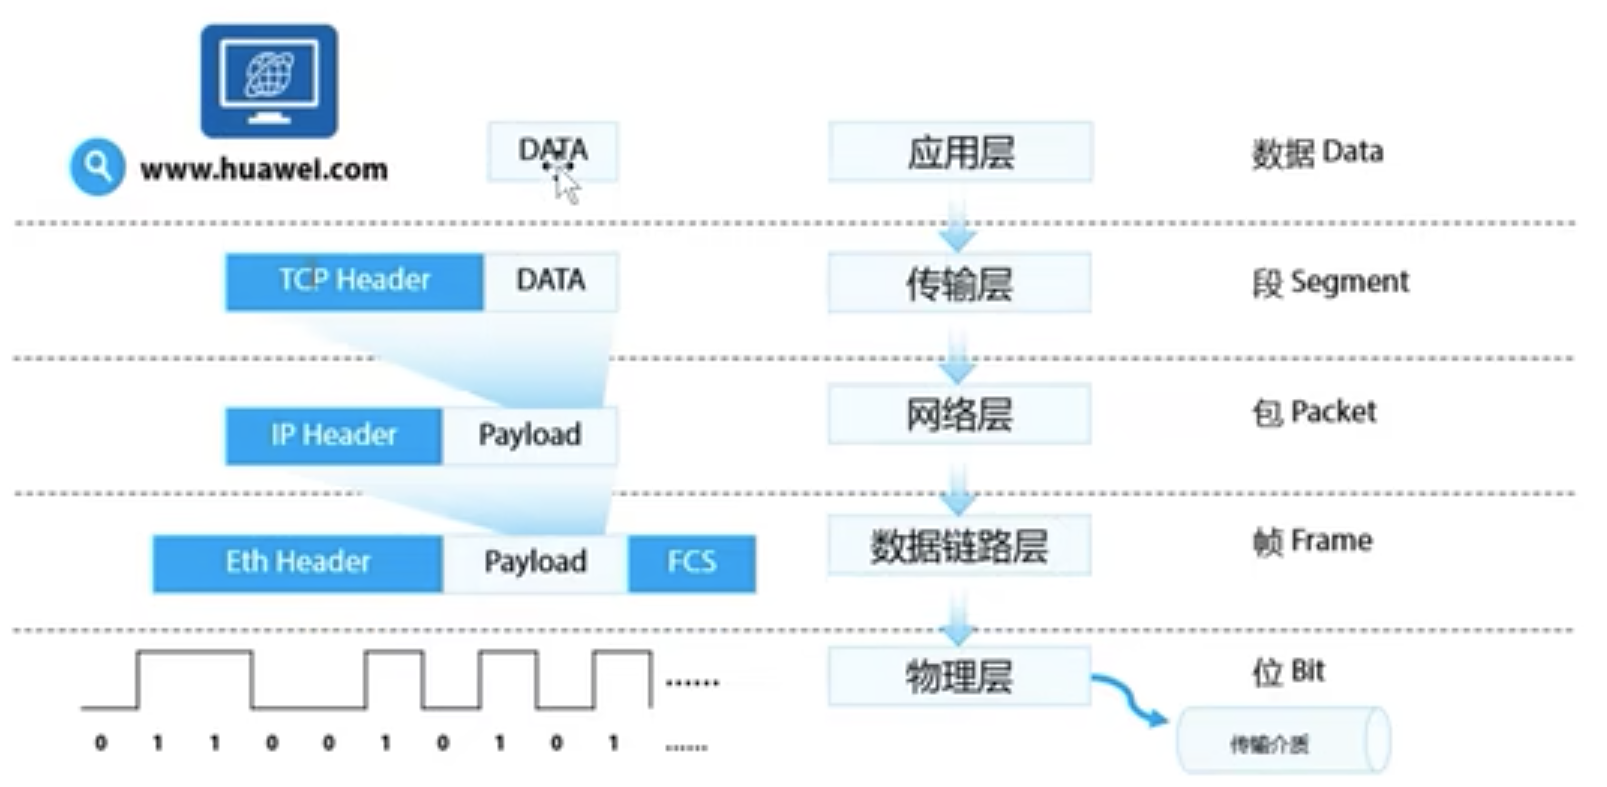 www.huawei.com
DATA
应用层
数据 Data
TCP Header
DATA
传输层
段 Segment
IP Header
Payload
网络层
包 Packet
Eth Header
Payload
FCS
数据链路层
帧 Frame
物理层
位 Bit
......
0 1 1 0 0 1 0 1 0 1 ......
传输介质